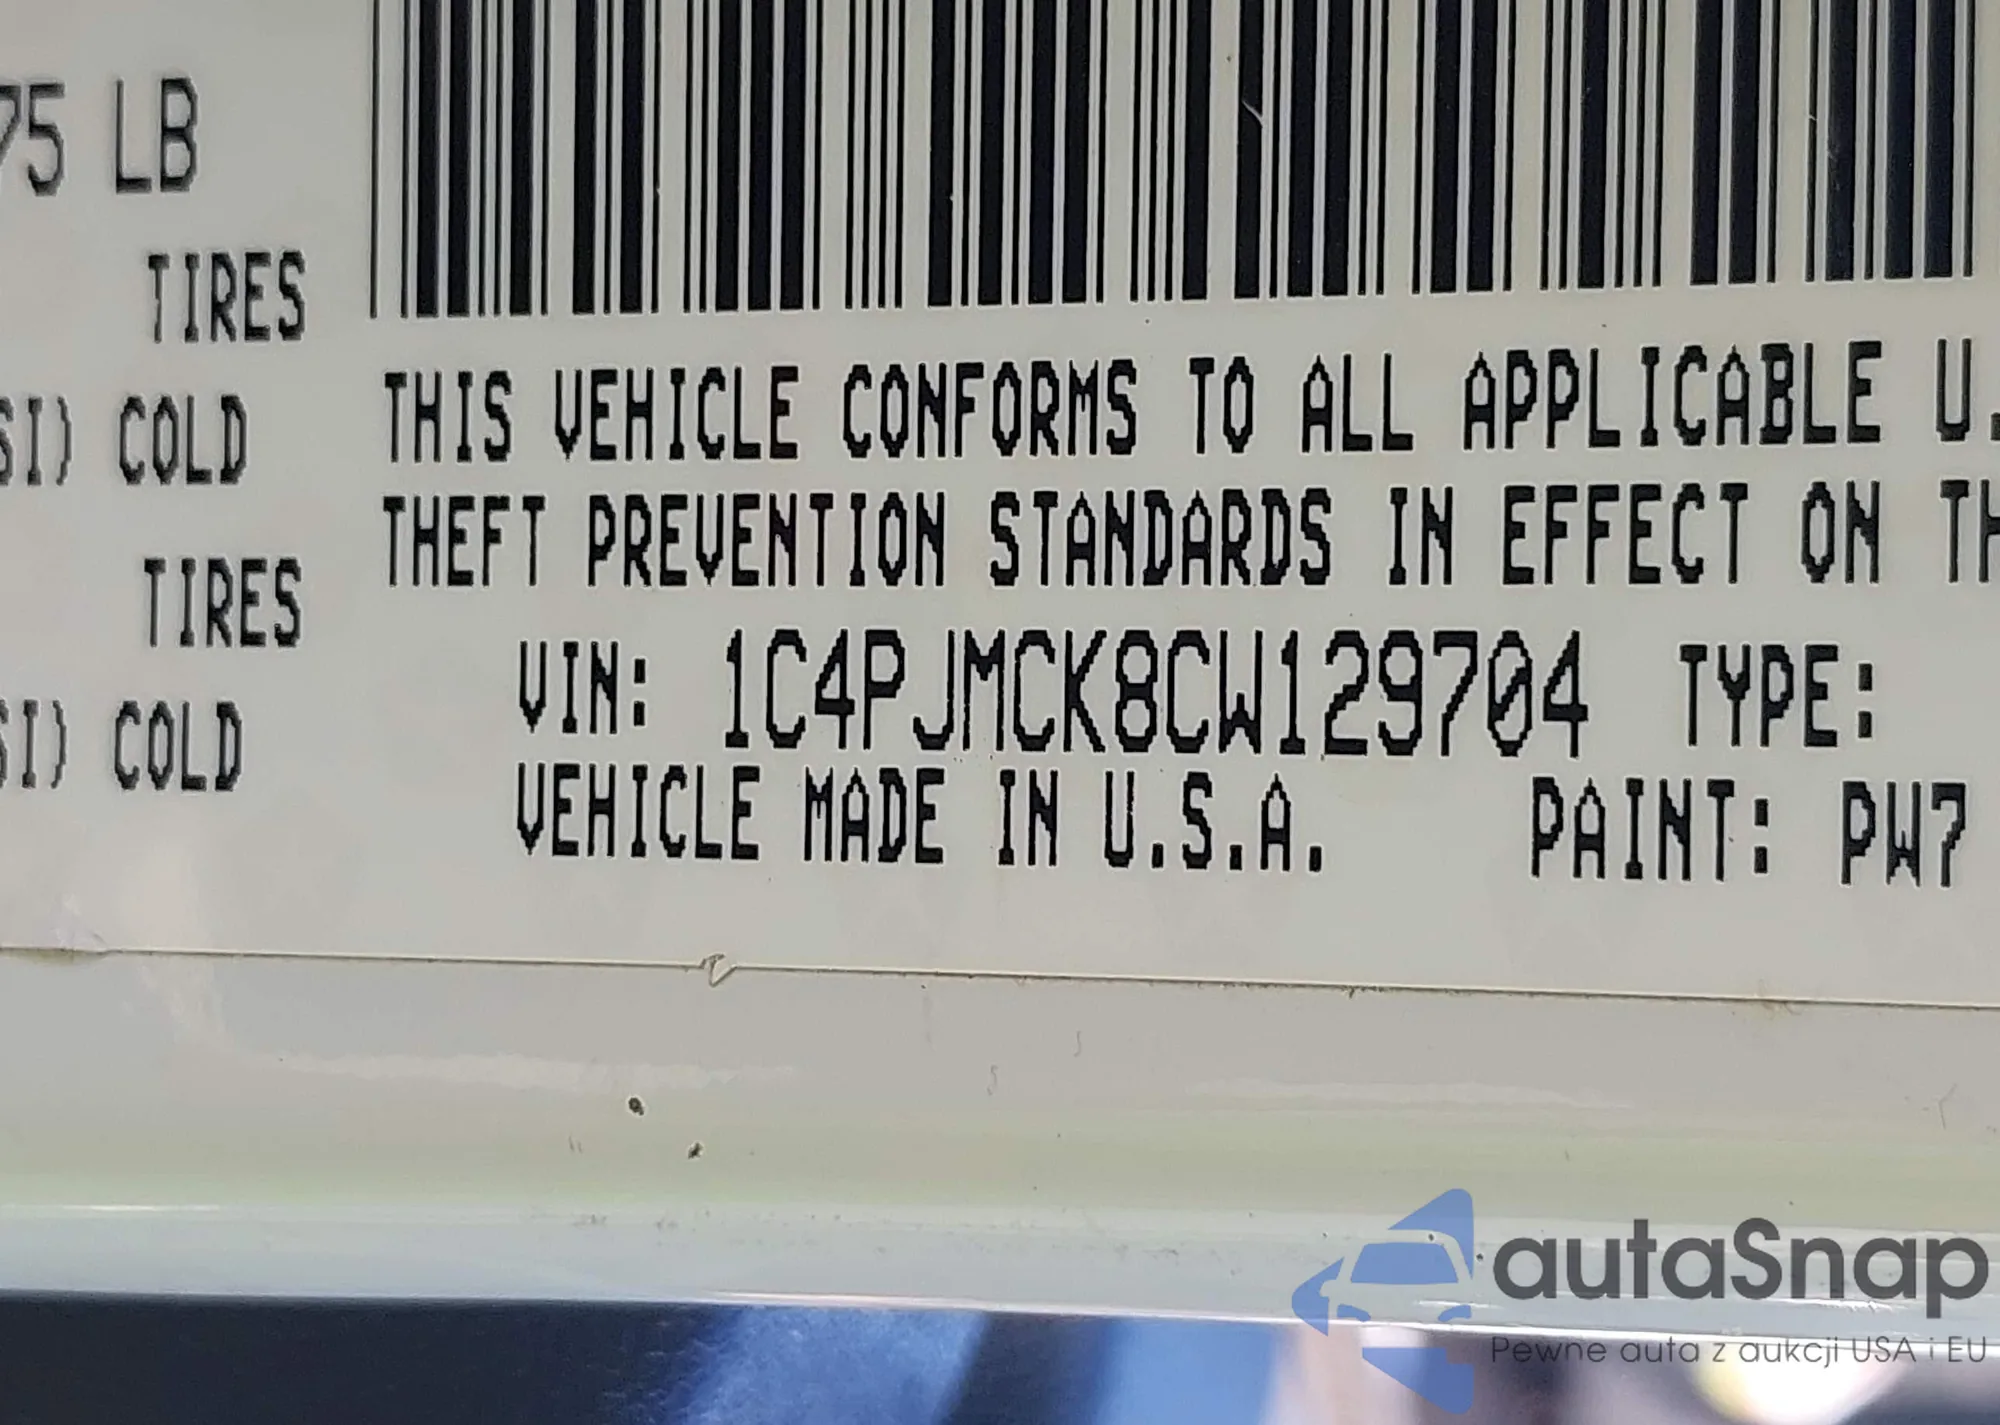 75 LB
TIRES
SI) COLD
TIRES
SI) COLD
THIS VEHICLE CONFORMS TO ALL APPLICABLE U.
THEFT PREVENTION STANDARDS IN EFFECT ON TH
VIN: 1C4PJMCK8CW129704 TYPE:
VEHICLE MADE IN U.S.A. PAINT: PW7
autaSnap
Pewne auta z aukcji USA i EU